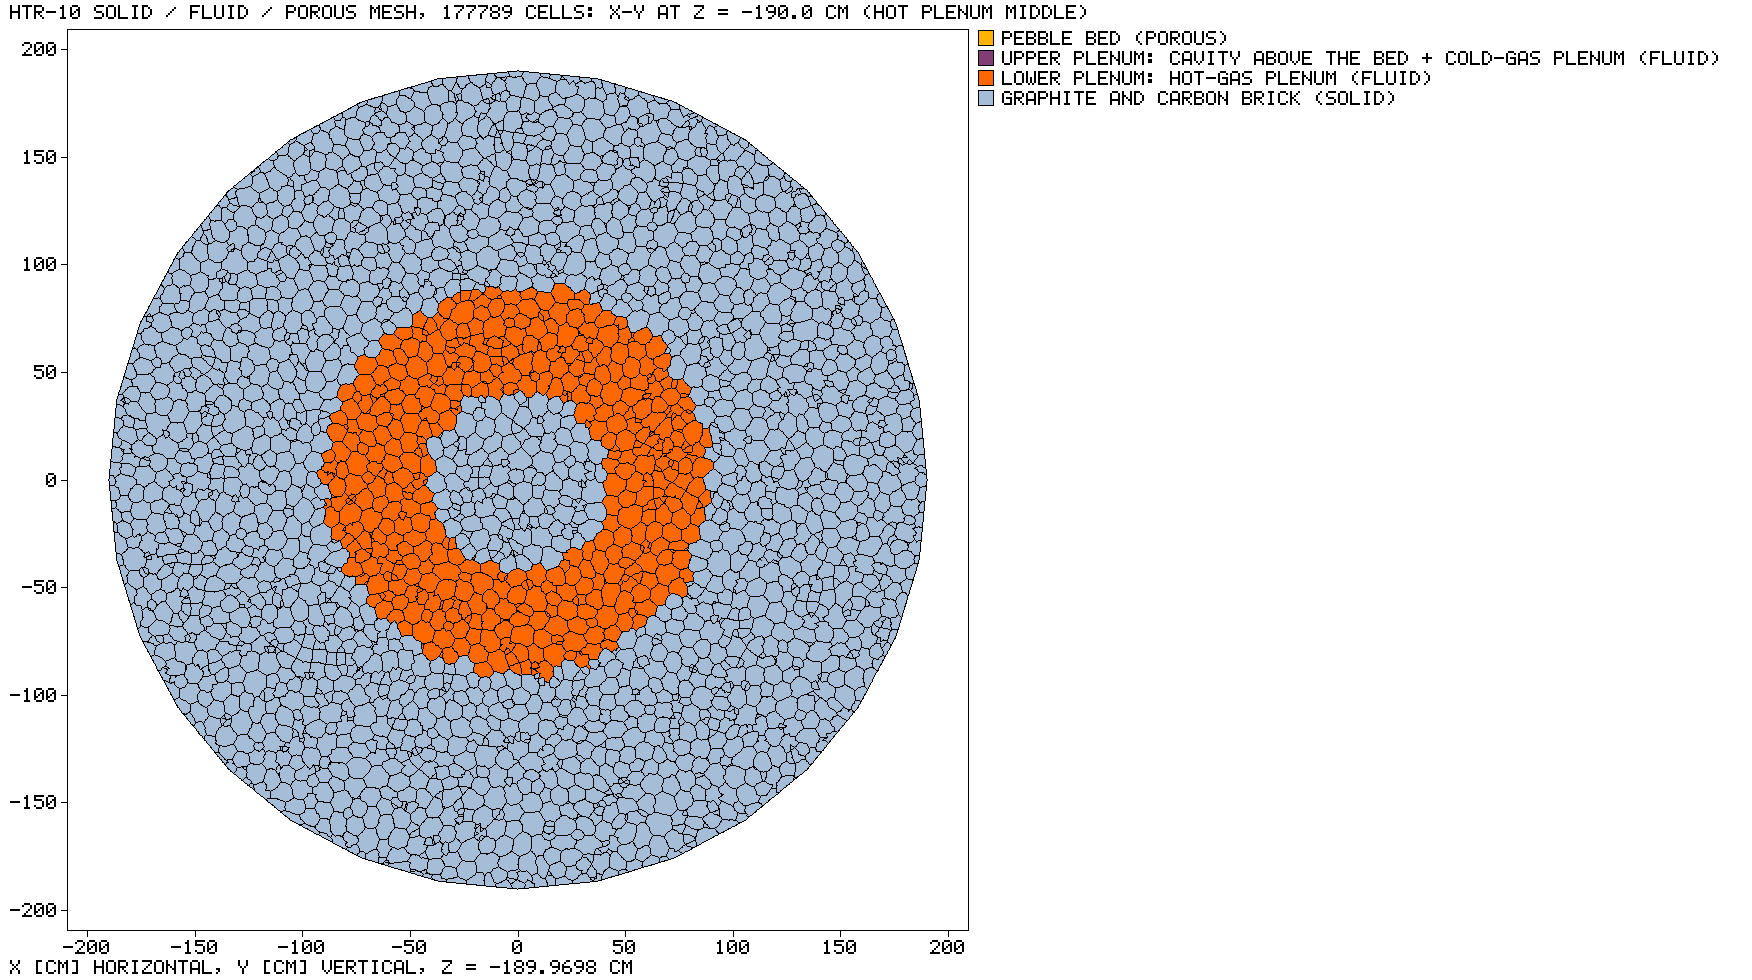 HTR-10 SOLID / FLUID / POROUS MESH, 177789 CELLS: X-Y AT Z = -190.0 CM (HOT PLENUM MIDDLE)
PEBBLE BED (POROUS)
UPPER PLENUM: CAVITY ABOVE THE BED + COLD-GAS PLENUM (FLUID)
LOWER PLENUM: HOT-GAS PLENUM (FLUID)
GRAPHITE AND CARBON BRICK (SOLID)
200
150
100
50
0
-50
-100
-150
-200
-200 -150 -100 -50 0 50 100 150 200
X [CM] HORIZONTAL, Y [CM] VERTICAL, Z = -189.9698 CM